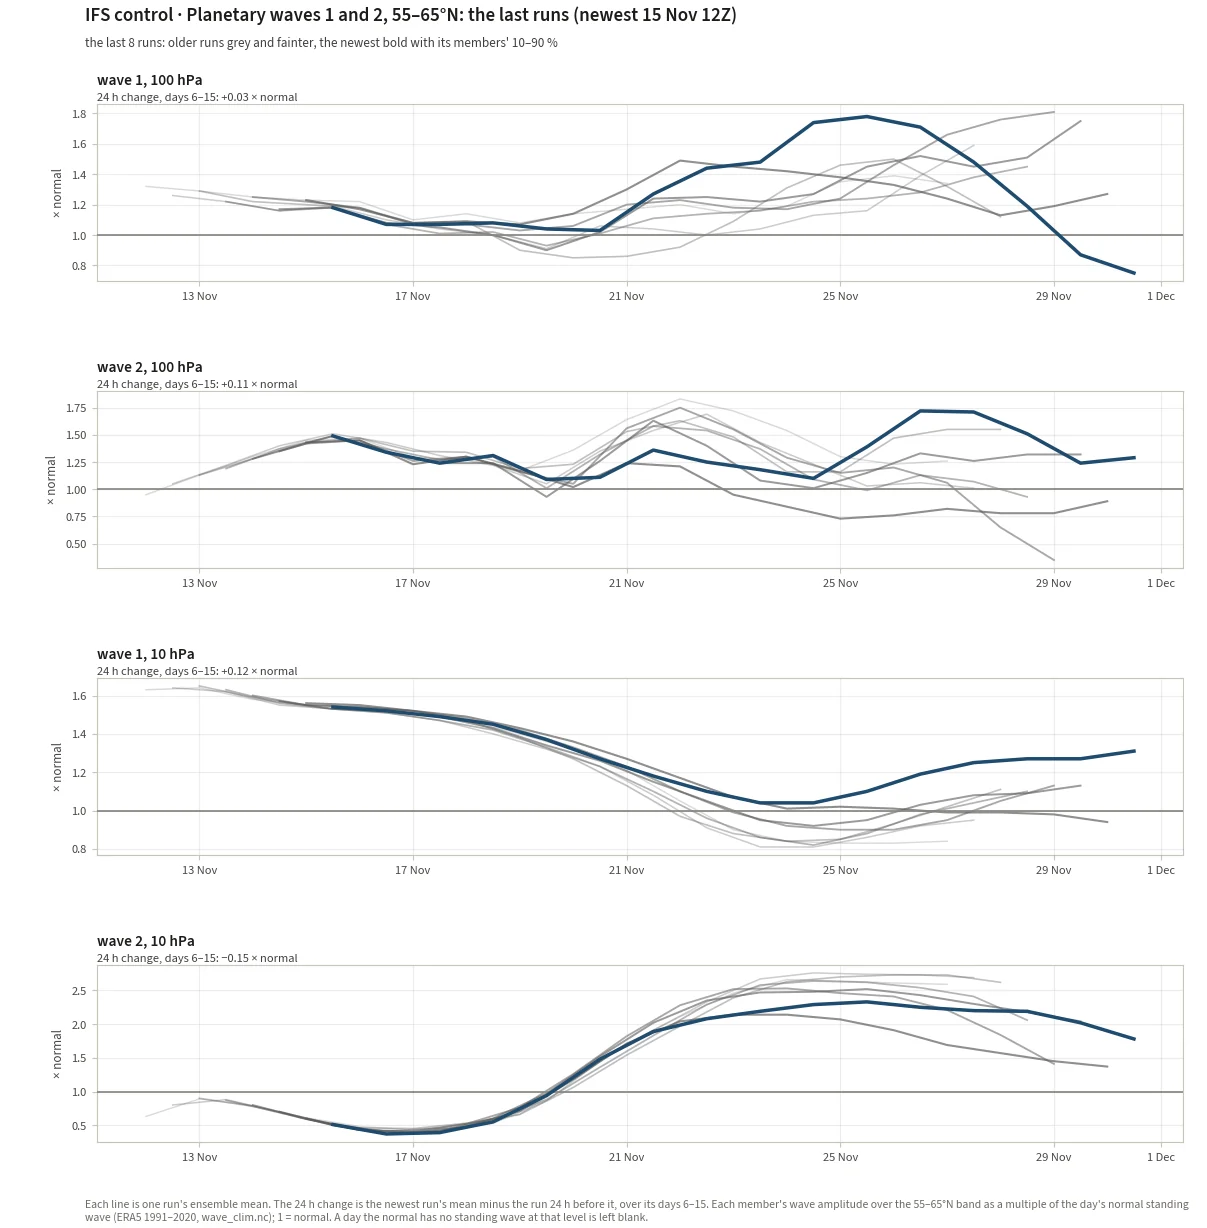 IFS control · Planetary waves 1 and 2, 55–65°N: the last runs (newest 15 Nov 12Z)
the last 8 runs: older runs grey and fainter, the newest bold with its members' 10–90 %
wave 1, 100 hPa
24 h change, days 6–15: +0.03 × normal
× normal
1.8
1.6
1.4
1.2
1.0
0.8
13 Nov
17 Nov
21 Nov
25 Nov
29 Nov
1 Dec
wave 2, 100 hPa
24 h change, days 6–15: +0.11 × normal
× normal
1.75
1.50
1.25
1.00
0.75
0.50
13 Nov
17 Nov
21 Nov
25 Nov
29 Nov
1 Dec
wave 1, 10 hPa
24 h change, days 6–15: +0.12 × normal
× normal
1.6
1.4
1.2
1.0
0.8
13 Nov
17 Nov
21 Nov
25 Nov
29 Nov
1 Dec
wave 2, 10 hPa
24 h change, days 6–15: −0.15 × normal
× normal
2.5
2.0
1.5
1.0
0.5
13 Nov
17 Nov
21 Nov
25 Nov
29 Nov
1 Dec
Each line is one run's ensemble mean. The 24 h change is the newest run's mean minus the run 24 h before it, over its days 6–15. Each member's wave amplitude over the 55–65°N band as a multiple of the day's normal standing
wave (ERA5 1991–2020, wave_clim.nc); 1 = normal. A day the normal has no standing wave at that level is left blank.